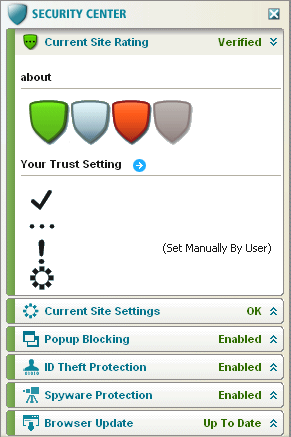 SECURITY CENTER
Current Site Rating Verified
about
Your Trust Setting
(Set Manually By User)
Current Site Settings OK
Popup Blocking Enabled
ID Theft Protection Enabled
Spyware Protection Enabled
Browser Update Up To Date